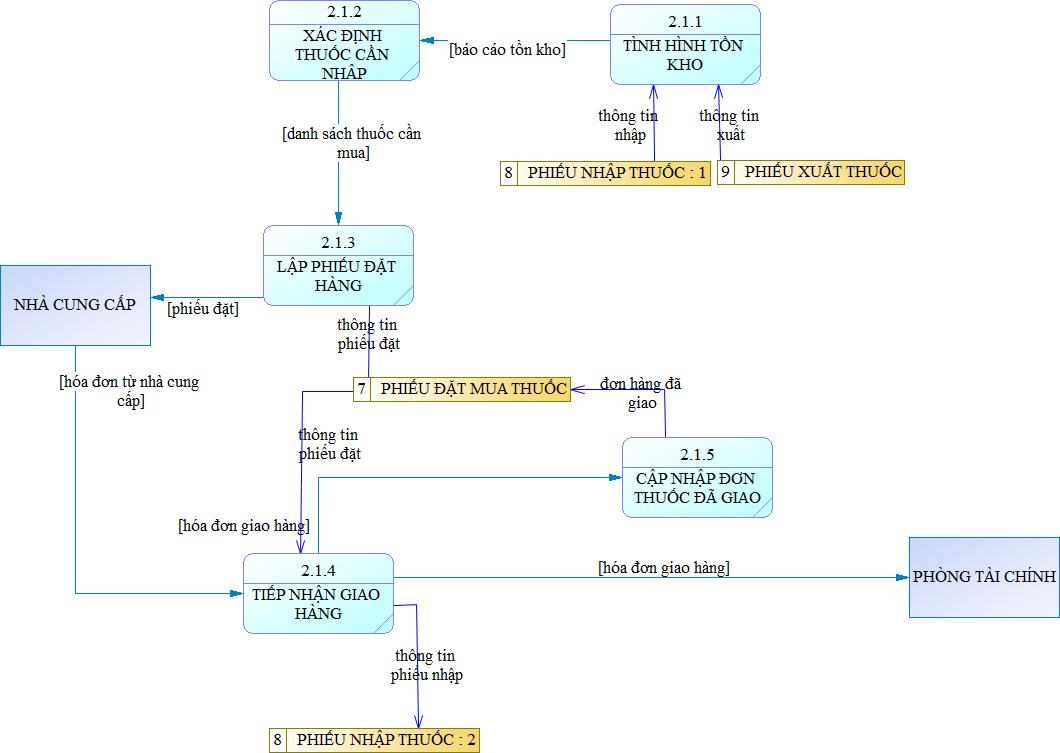 2.1.2
XÁC ĐỊNH
THUỐC CẦN
NHẬP
[báo cáo tồn kho]
2.1.1
TÌNH HÌNH TỒN
KHO
thông tin
nhập
thông tin
xuất
[danh sách thuốc cần
mua]
8 PHIẾU NHẬP THUỐC : 1
9 PHIẾU XUẤT THUỐC
2.1.3
LẬP PHIẾU ĐẶT
HÀNG
NHÀ CUNG CẤP
[phiếu đặt]
thông tin
phiếu đặt
[hóa đơn từ nhà cung
cấp]
7 PHIẾU ĐẶT MUA THUỐC
đơn hàng đã
giao
thông tin
phiếu đặt
2.1.5
CẬP NHẬP ĐƠN
THUỐC ĐÃ GIAO
[hóa đơn giao hàng]
2.1.4
TIẾP NHẬN GIAO
HÀNG
[hóa đơn giao hàng]
PHÒNG TÀI CHÍNH
thông tin
phiếu nhập
8 PHIẾU NHẬP THUỐC : 2